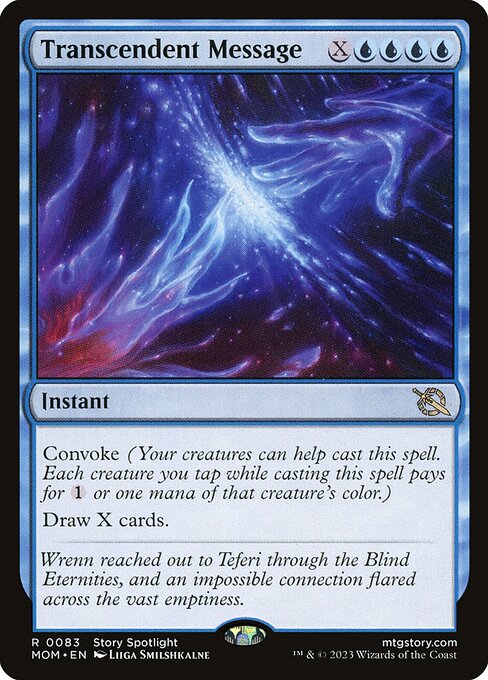 Transcendent Message X
Instant
Convoke (Your creatures can help cast this spell.
Each creature you tap while casting this spell pays
for 1 or one mana of that creature's color.)
Draw X cards.
Wrenn reached out to Teferi through the Blind
Eternities, and an impossible connection flared
across the vast emptiness.
R 0083 Story Spotlight
MOM • EN Liiga Smilshkalne
mtgstory.com
™ & © 2023 Wizards of the Coast